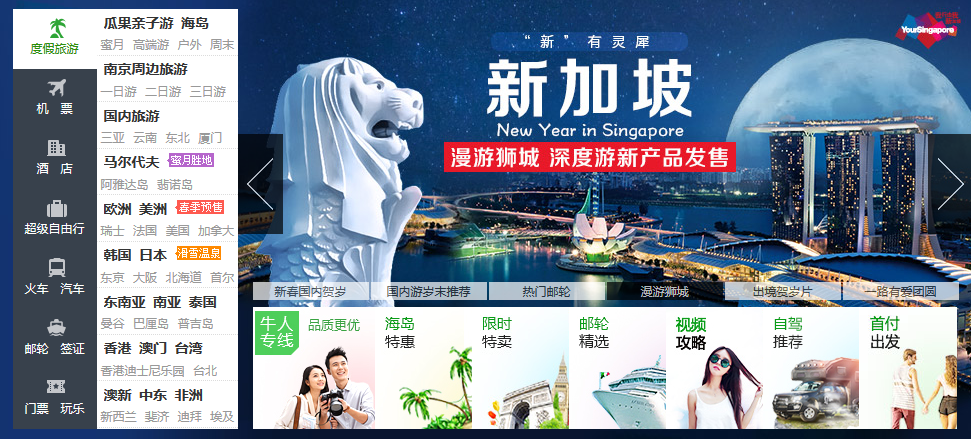 度假旅游
机 票
酒 店
超级自由行
火车 汽车
邮轮 签证
门票 玩乐
瓜果亲子游 海岛
蜜月 高端游 户外 周末
南京周边旅游
一日游 二日游 三日游
国内旅游
三亚 云南 东北 厦门
马尔代夫 蜜月胜地
阿雅达岛 翡诺岛
欧洲 美洲 春季预售
瑞士 法国 美国 加拿大
韩国 日本 滑雪温泉
东京 大阪 北海道 首尔
东南亚 南亚 泰国
曼谷 巴厘岛 普吉岛
香港 澳门 台湾
香港迪士尼乐园 台北
澳新 中东 非洲
新西兰 斐济 迪拜 埃及
“新”有灵犀
新加坡
New Year in Singapore
漫游狮城 深度游新产品发售
YourSingapore
新春国内贺岁
国内游岁末推荐
热门邮轮
漫游狮城
出境贺岁片
一路有爱团圆
牛人
专线
品质更优
海岛
特惠
限时
特卖
邮轮
精选
视频
攻略
自驾
推荐
首付
出发